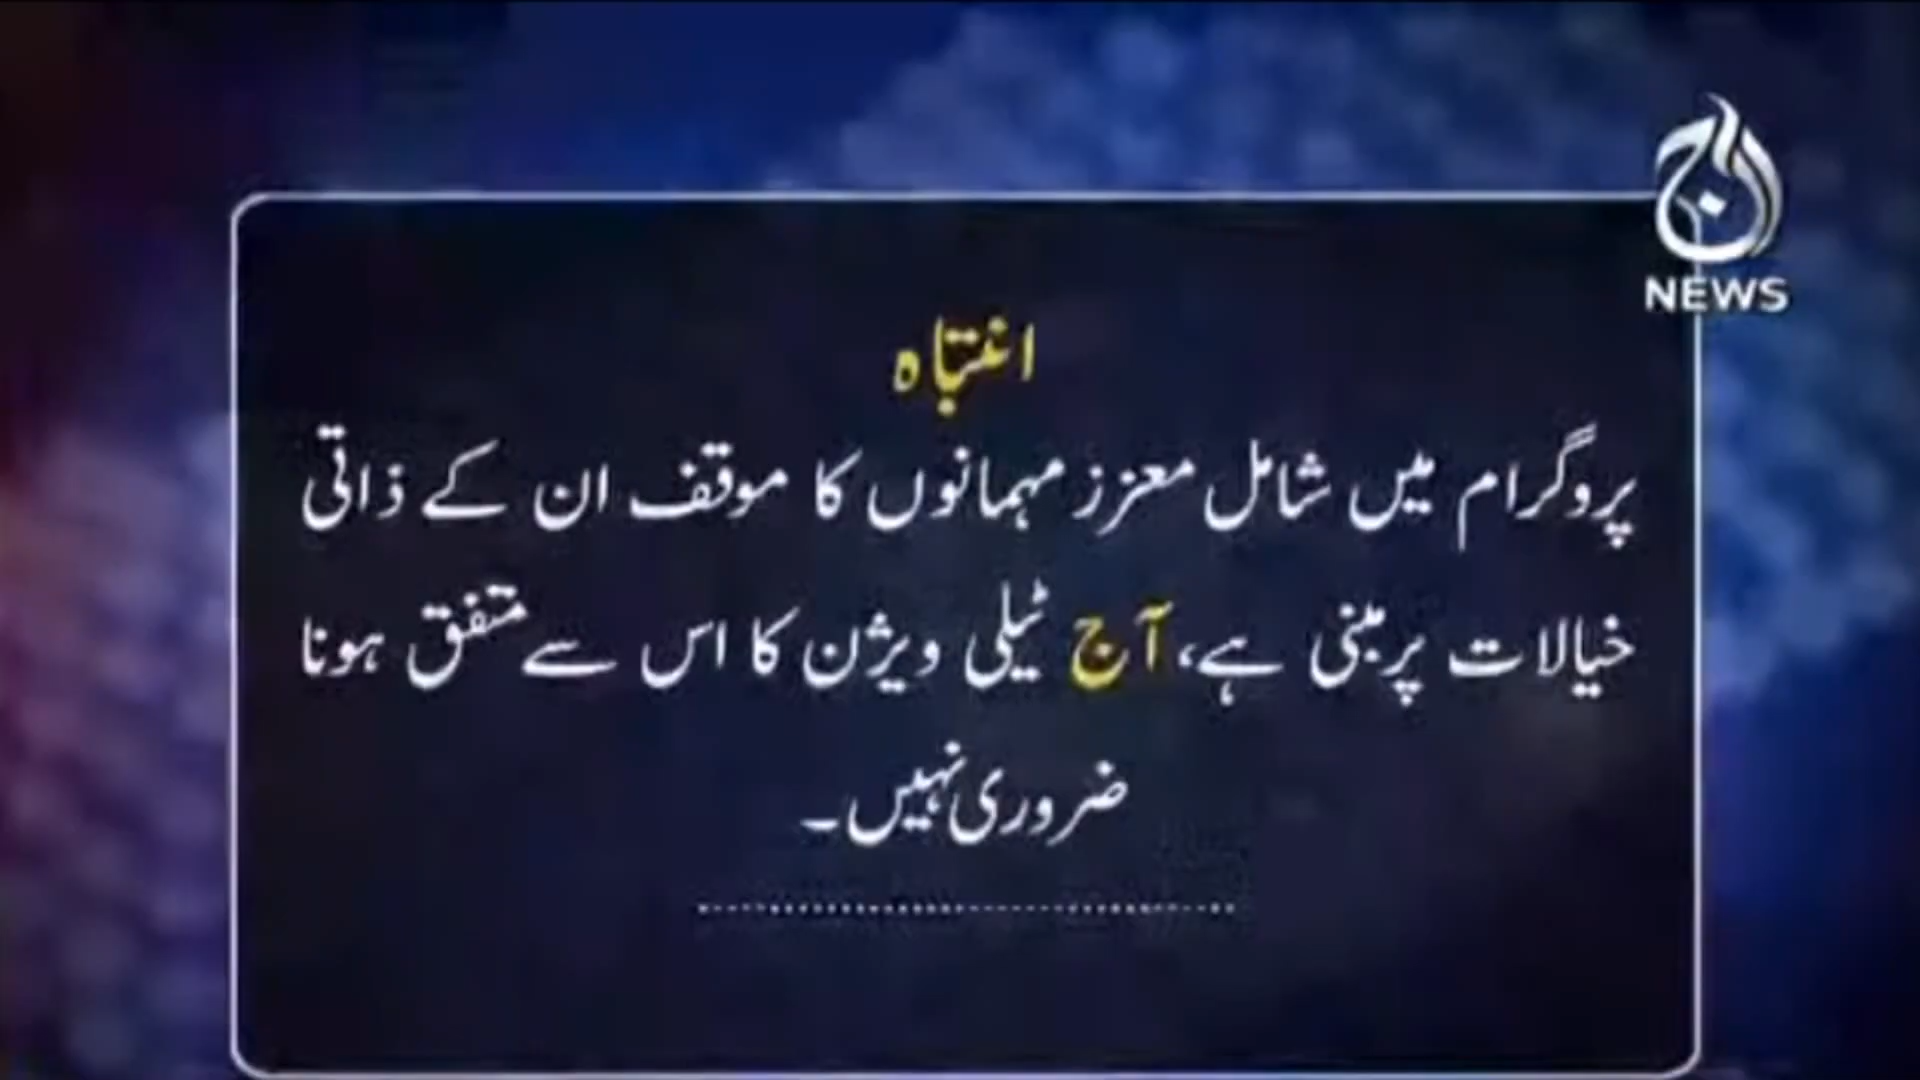 آج
NEWS
انتباہ
پروگرام میں شامل معزز مہمانوں کا موقف ان کے ذاتی
خیالات پر مبنی ہے، آج ٹیلی ویژن کا اس سے متفق ہونا
ضروری نہیں۔